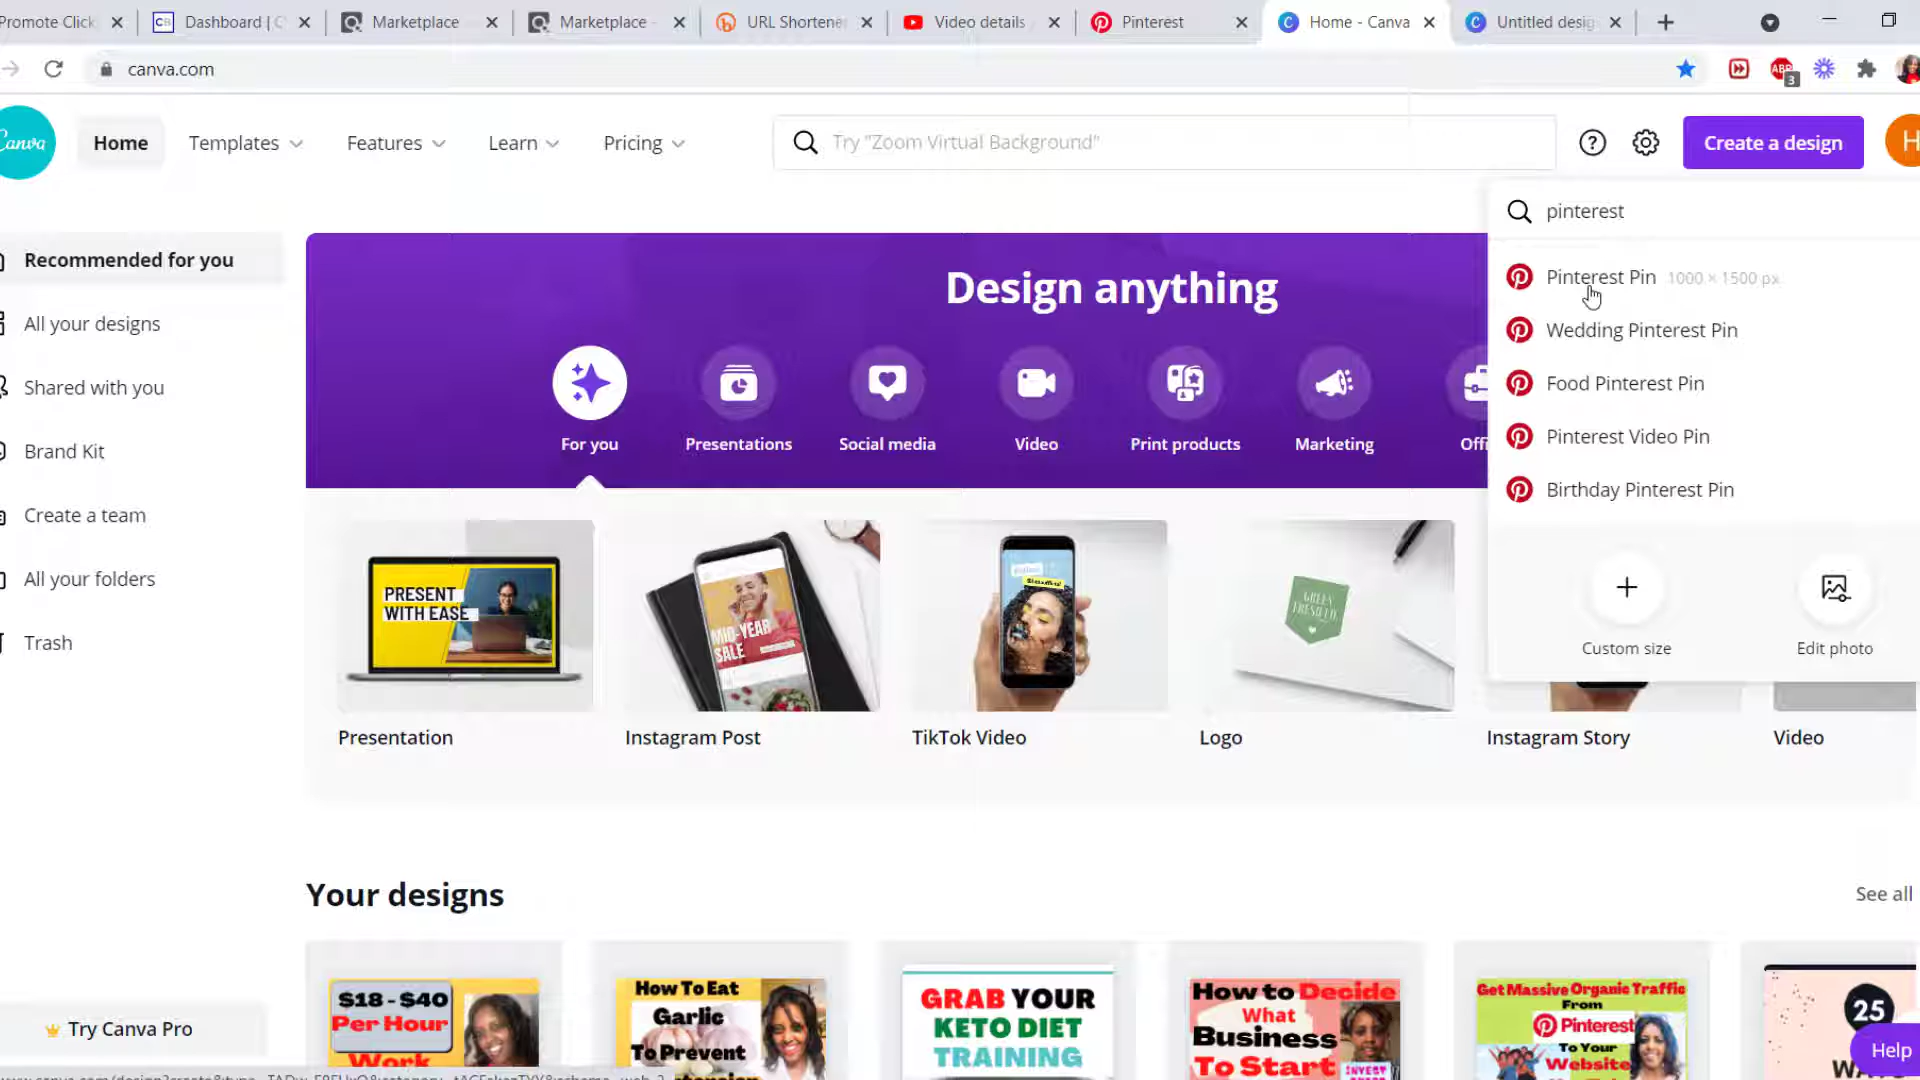 Promote Click
Dashboard | C
Marketplace
Marketplace -
URL Shortene
Video details
Pinterest
Home - Canva
Untitled desig
canva.com
ABP
3
Canva
Home
Templates
Features
Learn
Pricing
Try "Zoom Virtual Background"
Create a design
H
pinterest
Pinterest Pin 1000 × 1500 px
Wedding Pinterest Pin
Food Pinterest Pin
Pinterest Video Pin
Birthday Pinterest Pin
Custom size
Edit photo
Recommended for you
All your designs
Shared with you
Brand Kit
Create a team
All your folders
Trash
Try Canva Pro
Design anything
For you
Presentations
Social media
Video
Print products
Marketing
Offi
PRESENT
WITH EASE
MID-YEAR
SALE
Presentation
Instagram Post
TikTok Video
Logo
Instagram Story
Video
Your designs
See all
$18 - $40
Per Hour
Work
How To Eat
Garlic
To Prevent
GRAB YOUR
KETO DIET
TRAINING
How to Decide
What
Business
To Start
INVEST
Get Massive Organic Traffic
From
Pinterest
To Your
Website
25
WA
Help